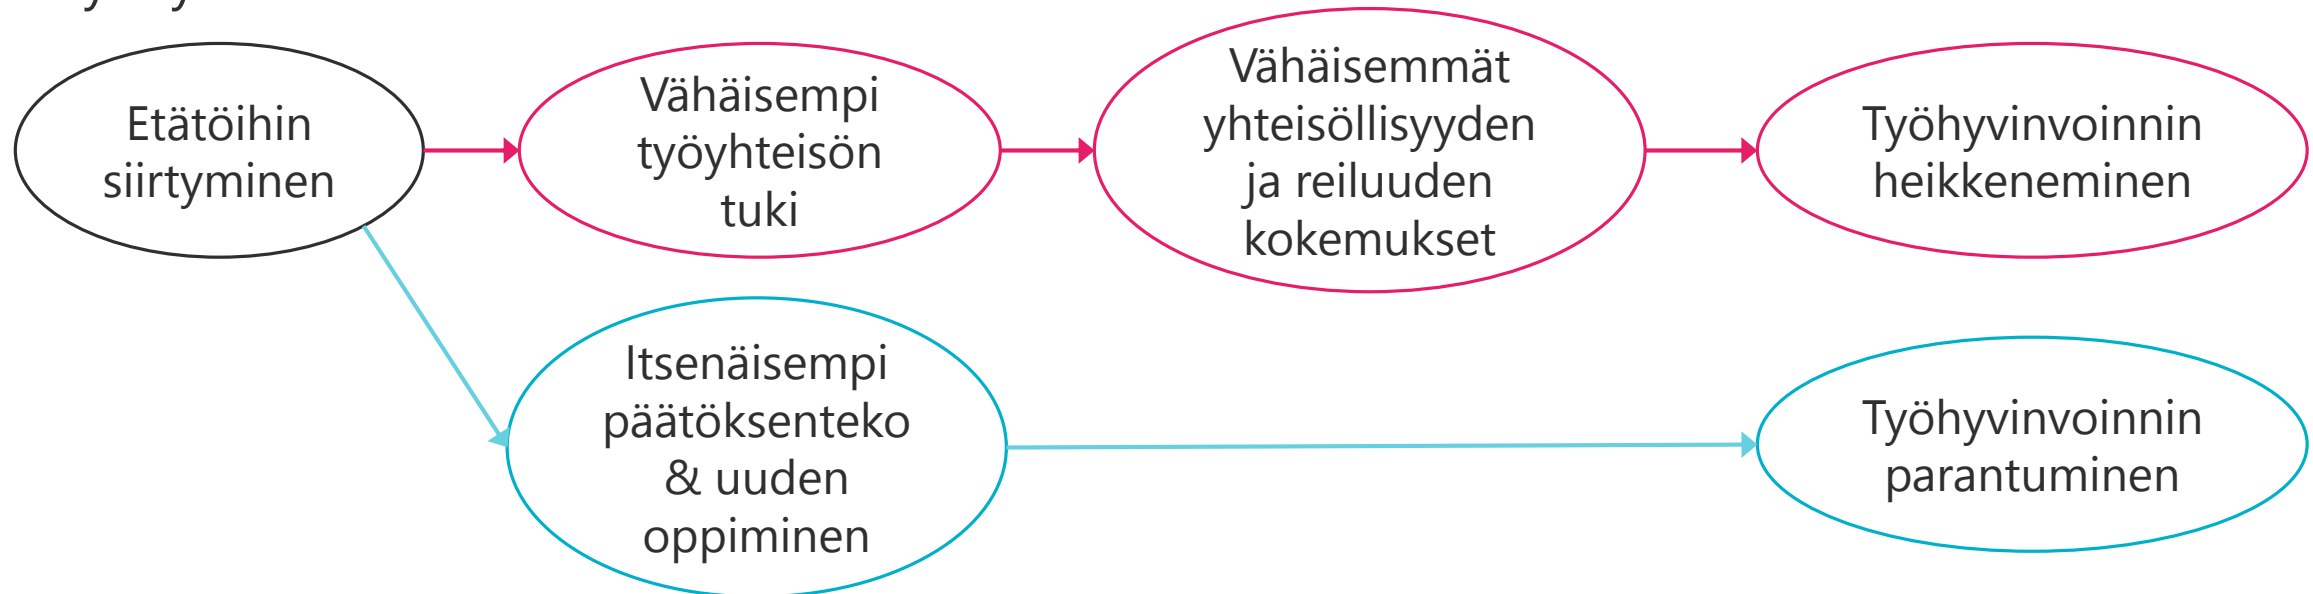 Etätöihin
siirtyminen
Vähäisempi
työyhteisön
tuki
Vähäisemmät
yhteisöllisyyden
ja reiluuden
kokemukset
Työhyvinvoinnin
heikkeneminen
Itsenäisempi
päätöksenteko
& uuden
oppiminen
Työhyvinvoinnin
parantuminen